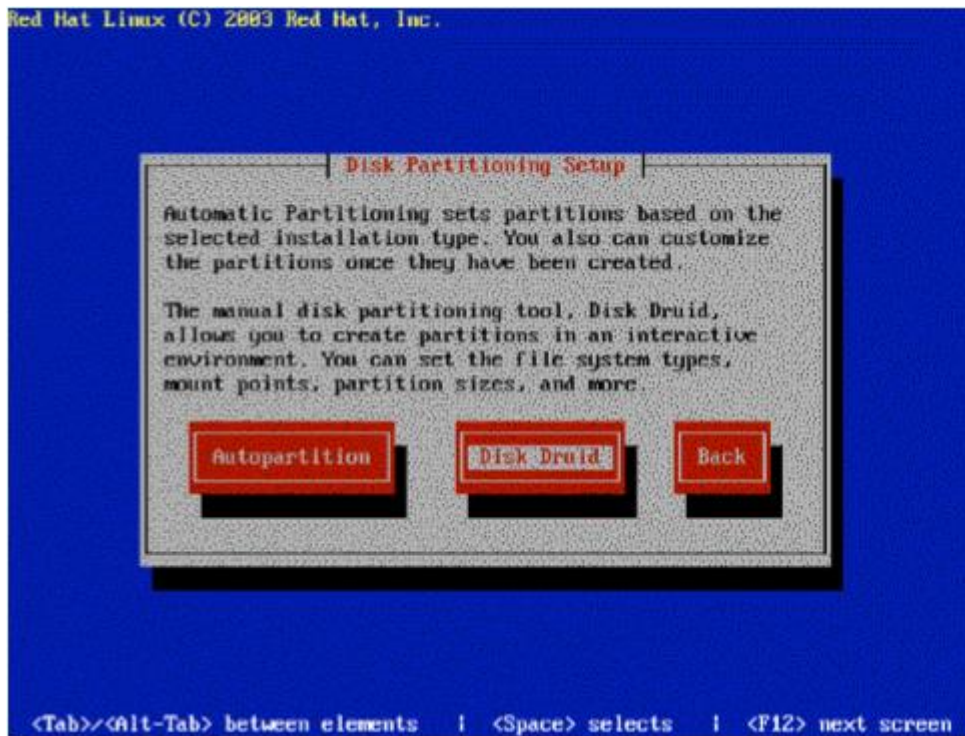 Red Hat Linux (C) 2003 Red Hat, Inc.
Disk Partitioning Setup
Automatic Partitioning sets partitions based on the
selected installation type. You also can customize
the partitions once they have been created.
The manual disk partitioning tool, Disk Druid,
allows you to create partitions in an interactive
environment. You can set the file system types,
mount points, partition sizes, and more.
Autopartition Disk Druid Back
<Tab>/<Alt-Tab> between elements | <Space> selects | <F12> next screen